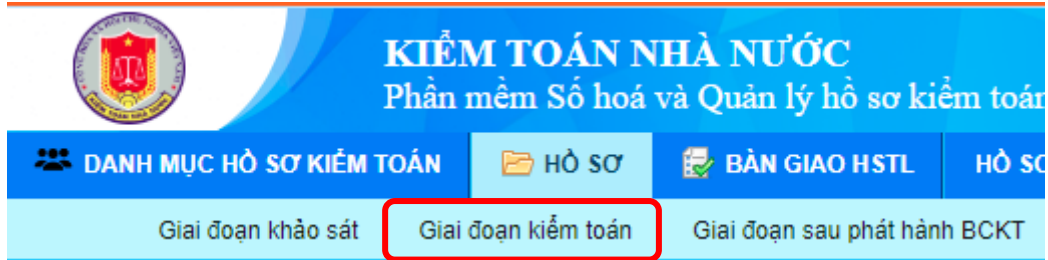 KIỂM TOÁN NHÀ NƯỚC
Phần mềm Số hoá và Quản lý hồ sơ kiểm toán
DANH MỤC HỒ SƠ KIỂM TOÁN HỒ SƠ BÀN GIAO HSTL HỒ SƠ
Giai đoạn khảo sát Giai đoạn kiểm toán Giai đoạn sau phát hành BCKT